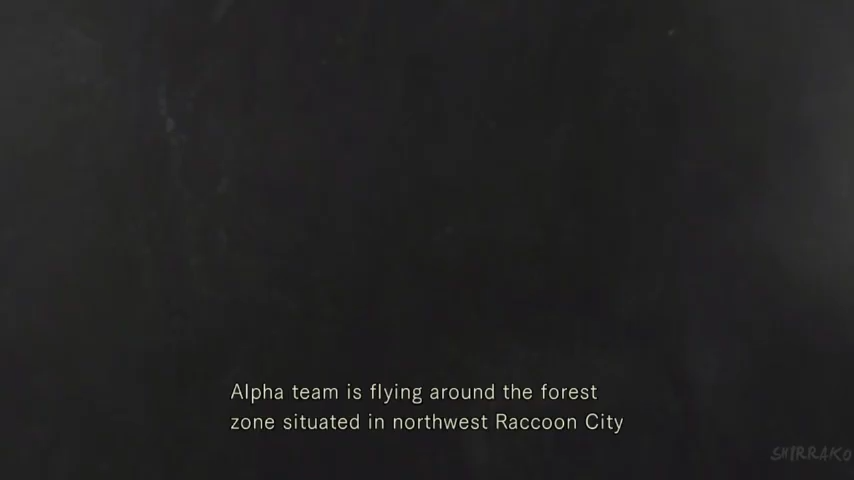 Alpha team is flying around the forest
zone situated in northwest Raccoon City
SHIRRAKO